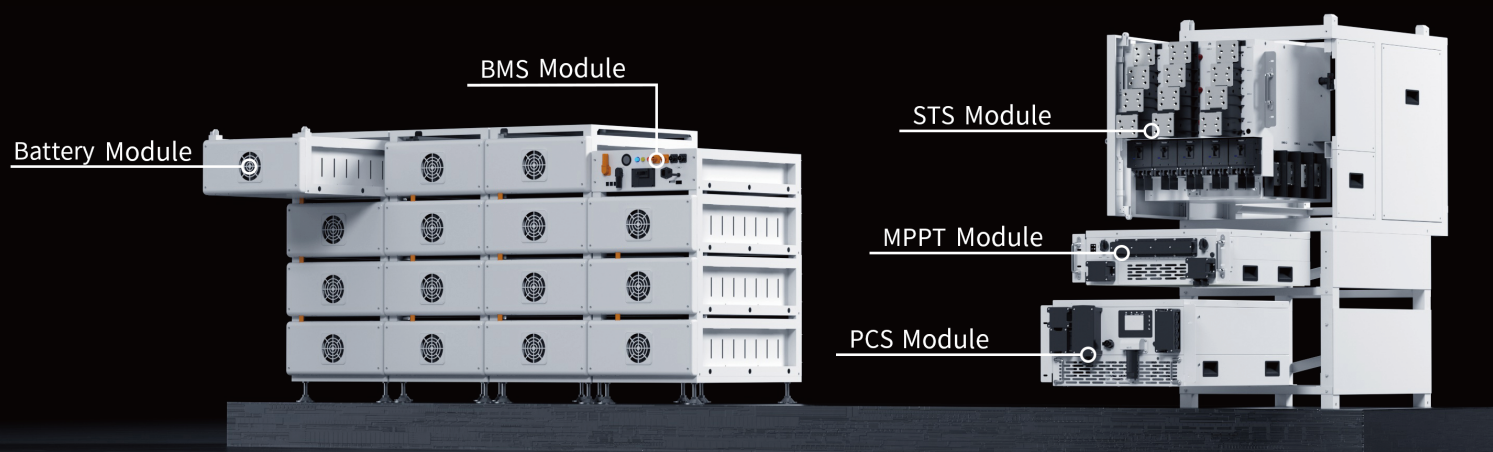 Battery Module
BMS Module
STS Module
MPPT Module
PCS Module